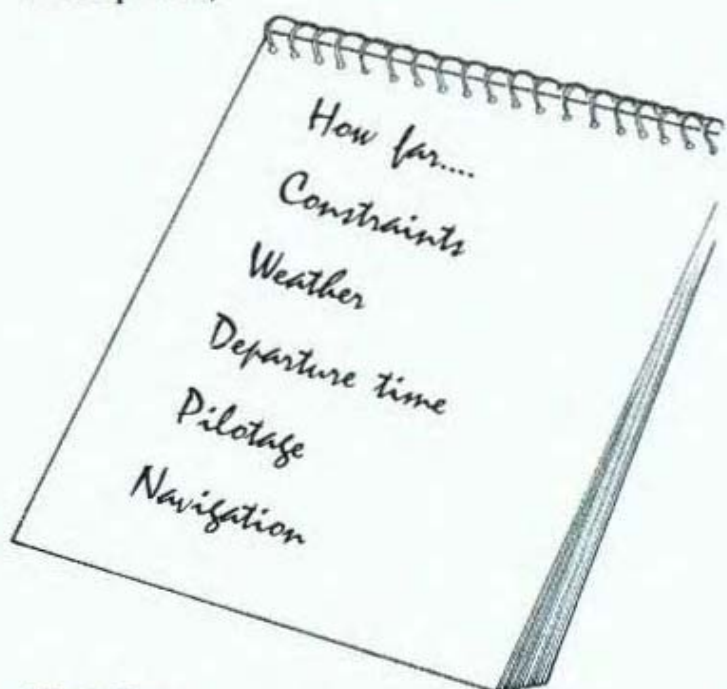 How far....
Constraints
Weather
Departure time
Pilotage
Navigation